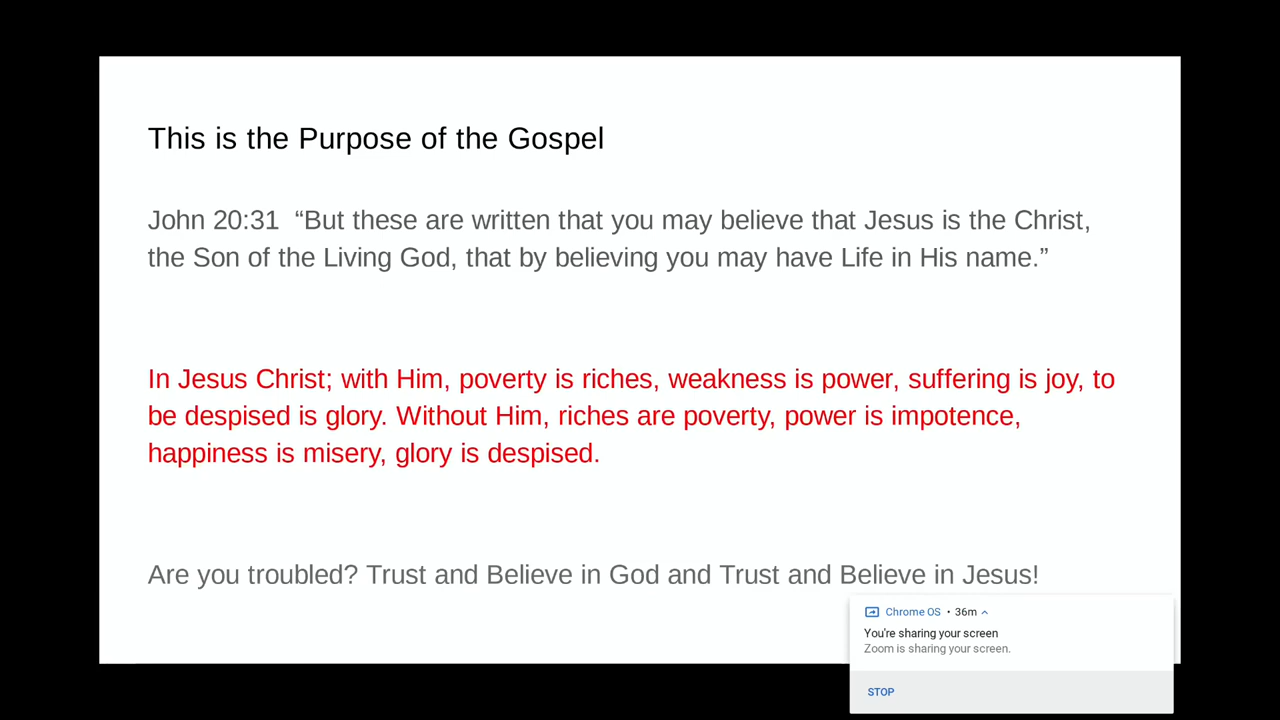 This is the Purpose of the Gospel
John 20:31  “But these are written that you may believe that Jesus is the Christ,
the Son of the Living God, that by believing you may have Life in His name.”
In Jesus Christ; with Him, poverty is riches, weakness is power, suffering is joy, to
be despised is glory. Without Him, riches are poverty, power is impotence,
happiness is misery, glory is despised.
Are you troubled? Trust and Believe in God and Trust and Believe in Jesus!
Chrome OS • 36m
You're sharing your screen
Zoom is sharing your screen.
STOP